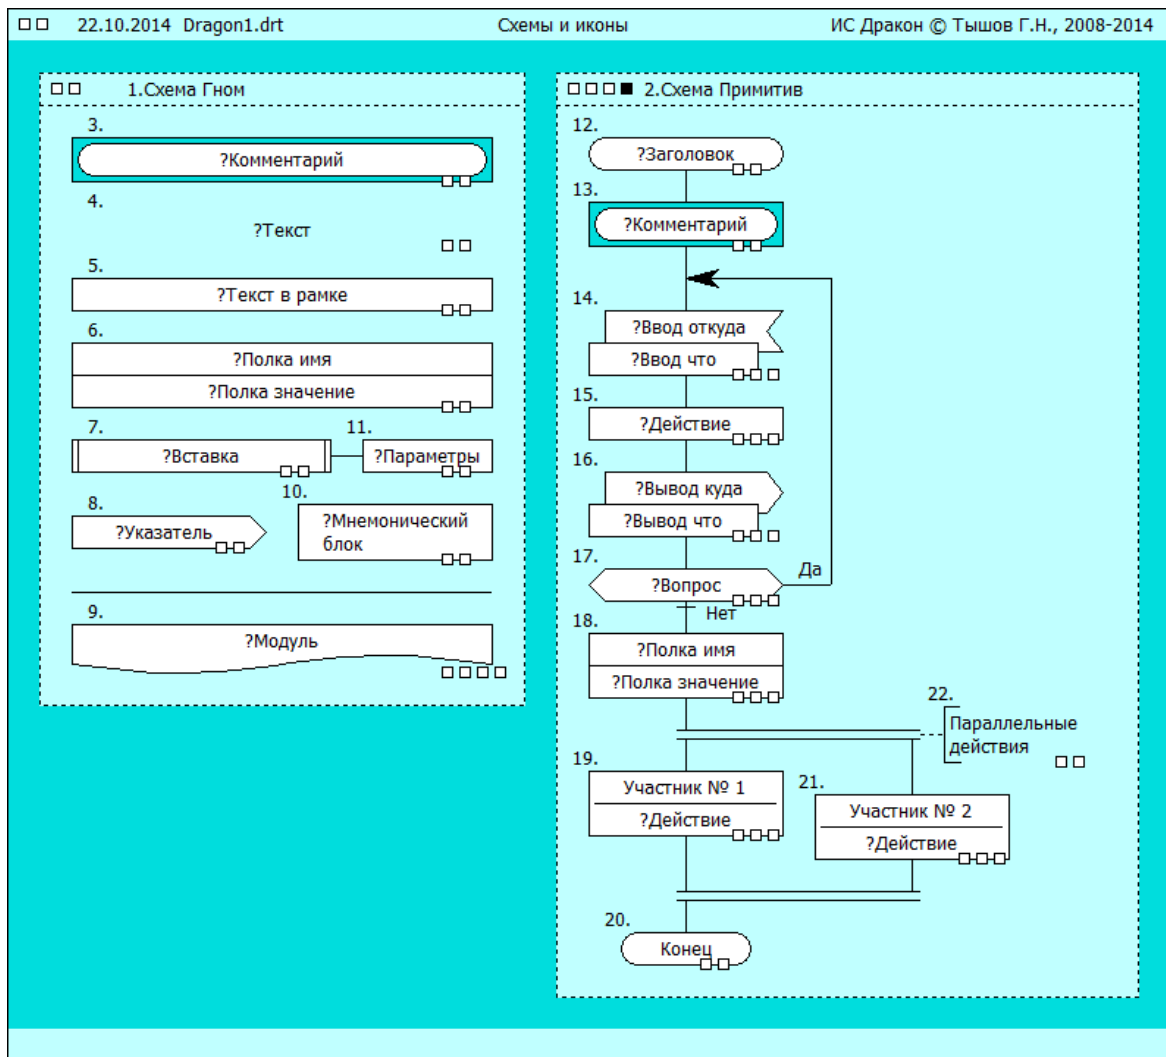 22.10.2014 Dragon1.drt Схемы и иконы ИС Дракон © Тышов Г.Н., 2008-2014
1.Схема Гном
3.
?Комментарий
4.
?Текст
5.
?Текст в рамке
6.
?Полка имя
?Полка значение
7. 11.
?Вставка ?Параметры
8. 10.
?Указатель ?Мнемонический
блок
9.
?Модуль
2.Схема Примитив
12.
?Заголовок
13.
?Комментарий
14.
?Ввод откуда
?Ввод что
15.
?Действие
16.
?Вывод куда
?Вывод что
17.
?Вопрос Да
Нет
18.
?Полка имя
?Полка значение
22.
Параллельные
действия
19.
Участник № 1
?Действие
21.
Участник № 2
?Действие
20.
Конец